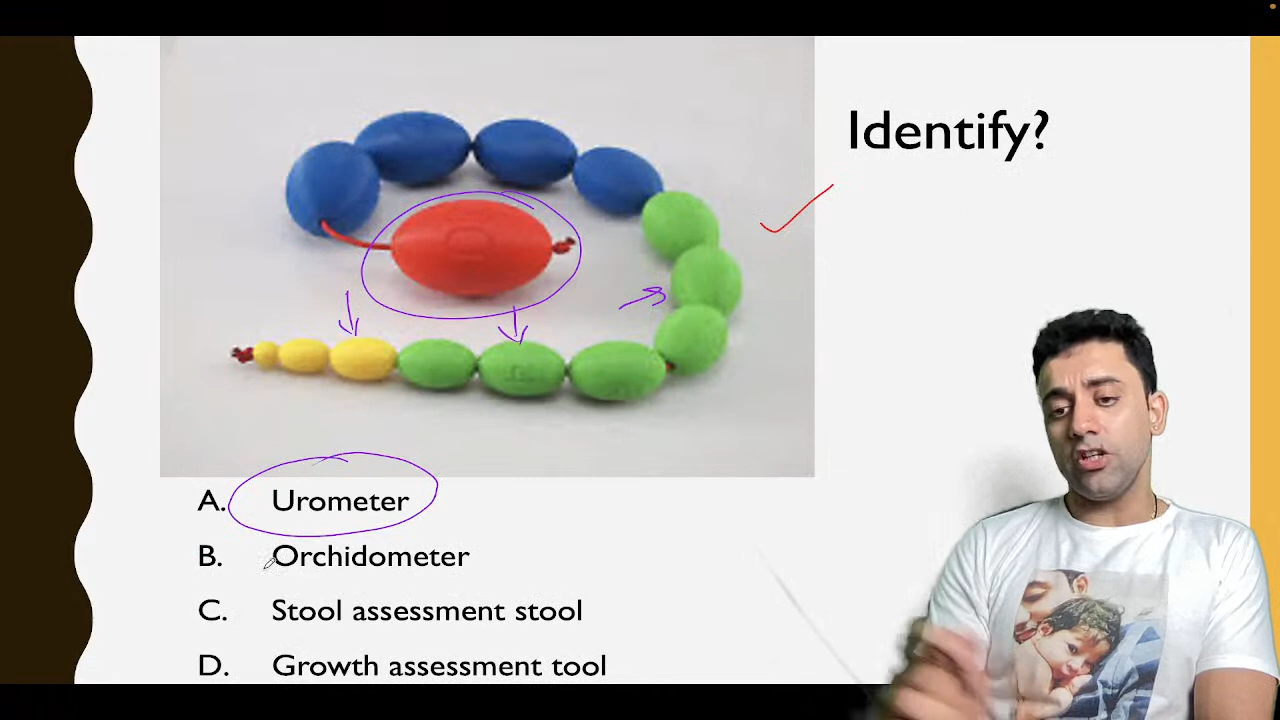 Identify?
A. Urometer
B. Orchidometer
C. Stool assessment stool
D. Growth assessment tool